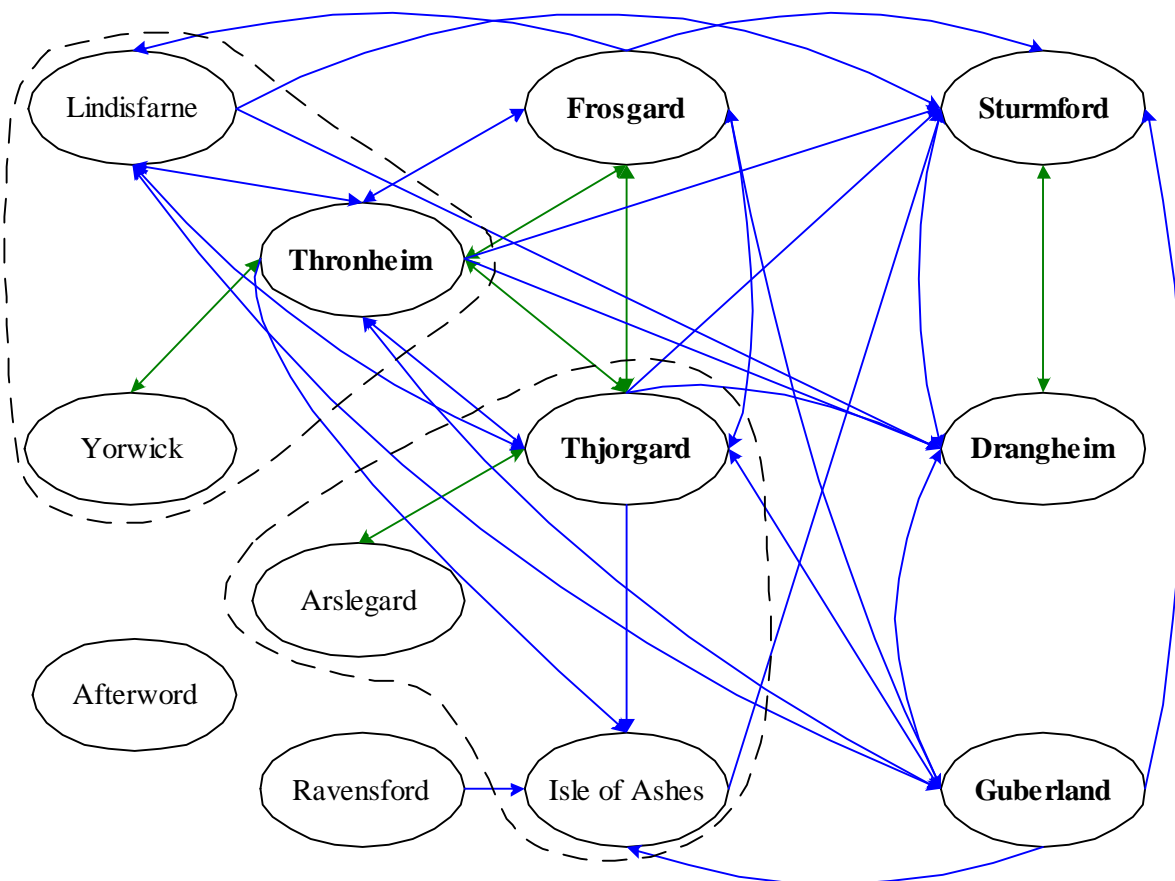 Lindisfarne
Frosgard
Sturmford
Thronheim
Yorwick
Thjorgard
Drangheim
Arslegard
Afterword
Ravensford
Isle of Ashes
Guberland